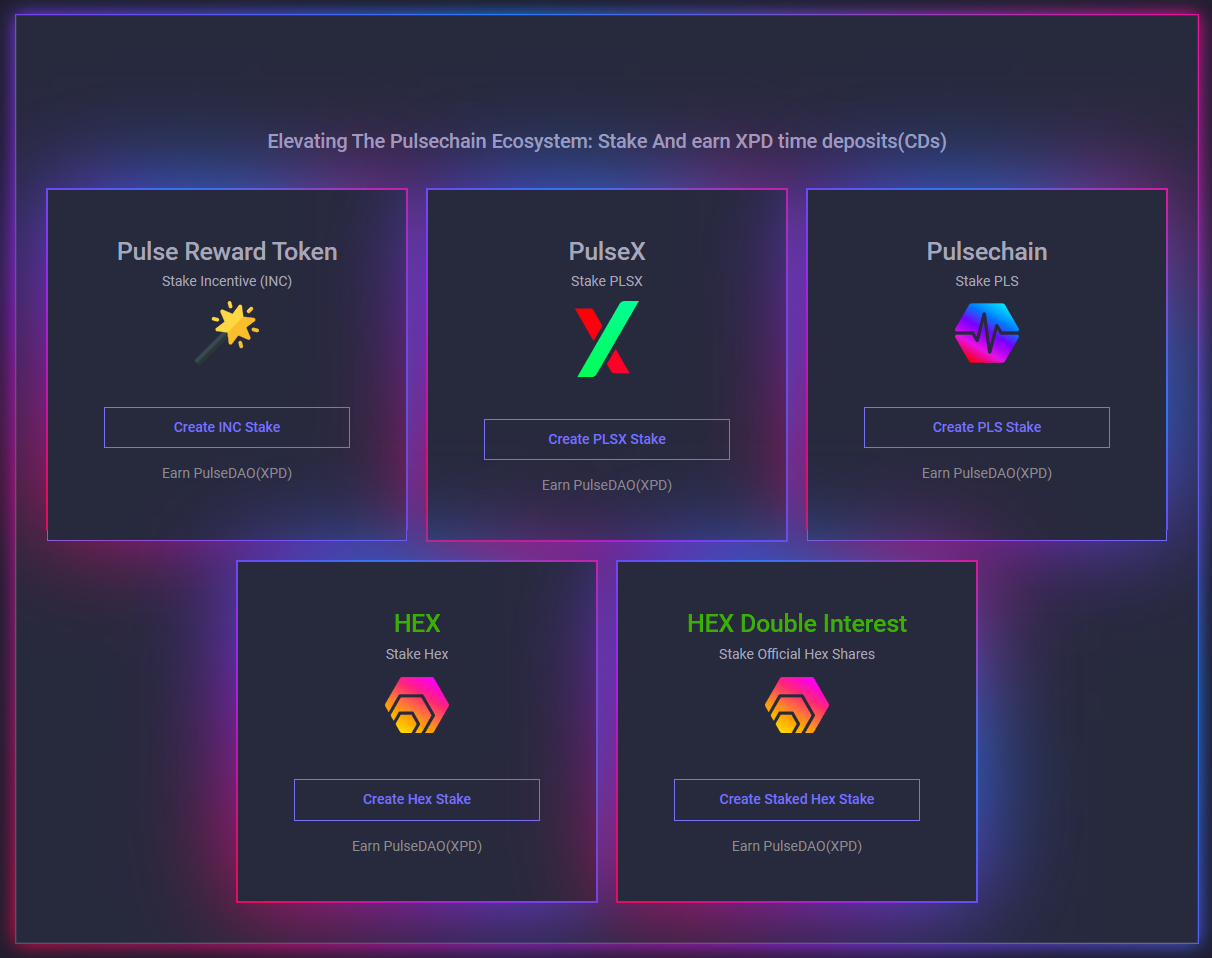 Elevating The Pulsechain Ecosystem: Stake And earn XPD time deposits(CDs)
Pulse Reward Token
Stake Incentive (INC)
Create INC Stake
Earn PulseDAO(XPD)
PulseX
Stake PLSX
Create PLSX Stake
Earn PulseDAO(XPD)
Pulsechain
Stake PLS
Create PLS Stake
Earn PulseDAO(XPD)
HEX
Stake Hex
Create Hex Stake
Earn PulseDAO(XPD)
HEX Double Interest
Stake Official Hex Shares
Create Staked Hex Stake
Earn PulseDAO(XPD)